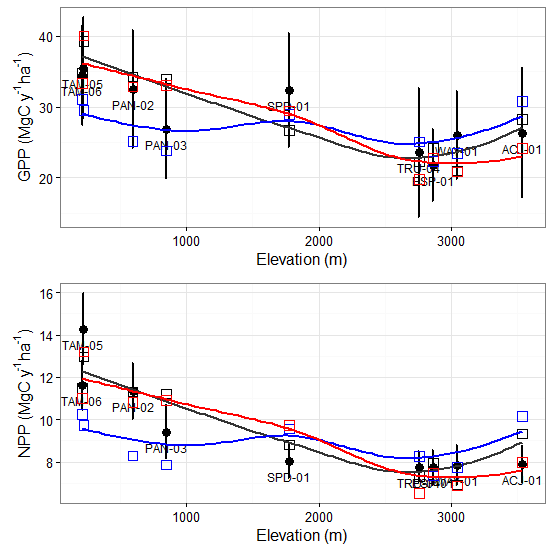 GPP (MgC y⁻¹ha⁻¹)
40
30
20
TAM-05
TAM-06
PAN-02
PAN-03
SPD-01
TRU-04
ESP-01
WAY-01
ACJ-01
1000
2000
3000
Elevation (m)
NPP (MgC y⁻¹ha⁻¹)
16
14
12
10
8
TAM-05
TAM-06
PAN-02
PAN-03
SPD-01
ACJ-01
1000
2000
3000
Elevation (m)